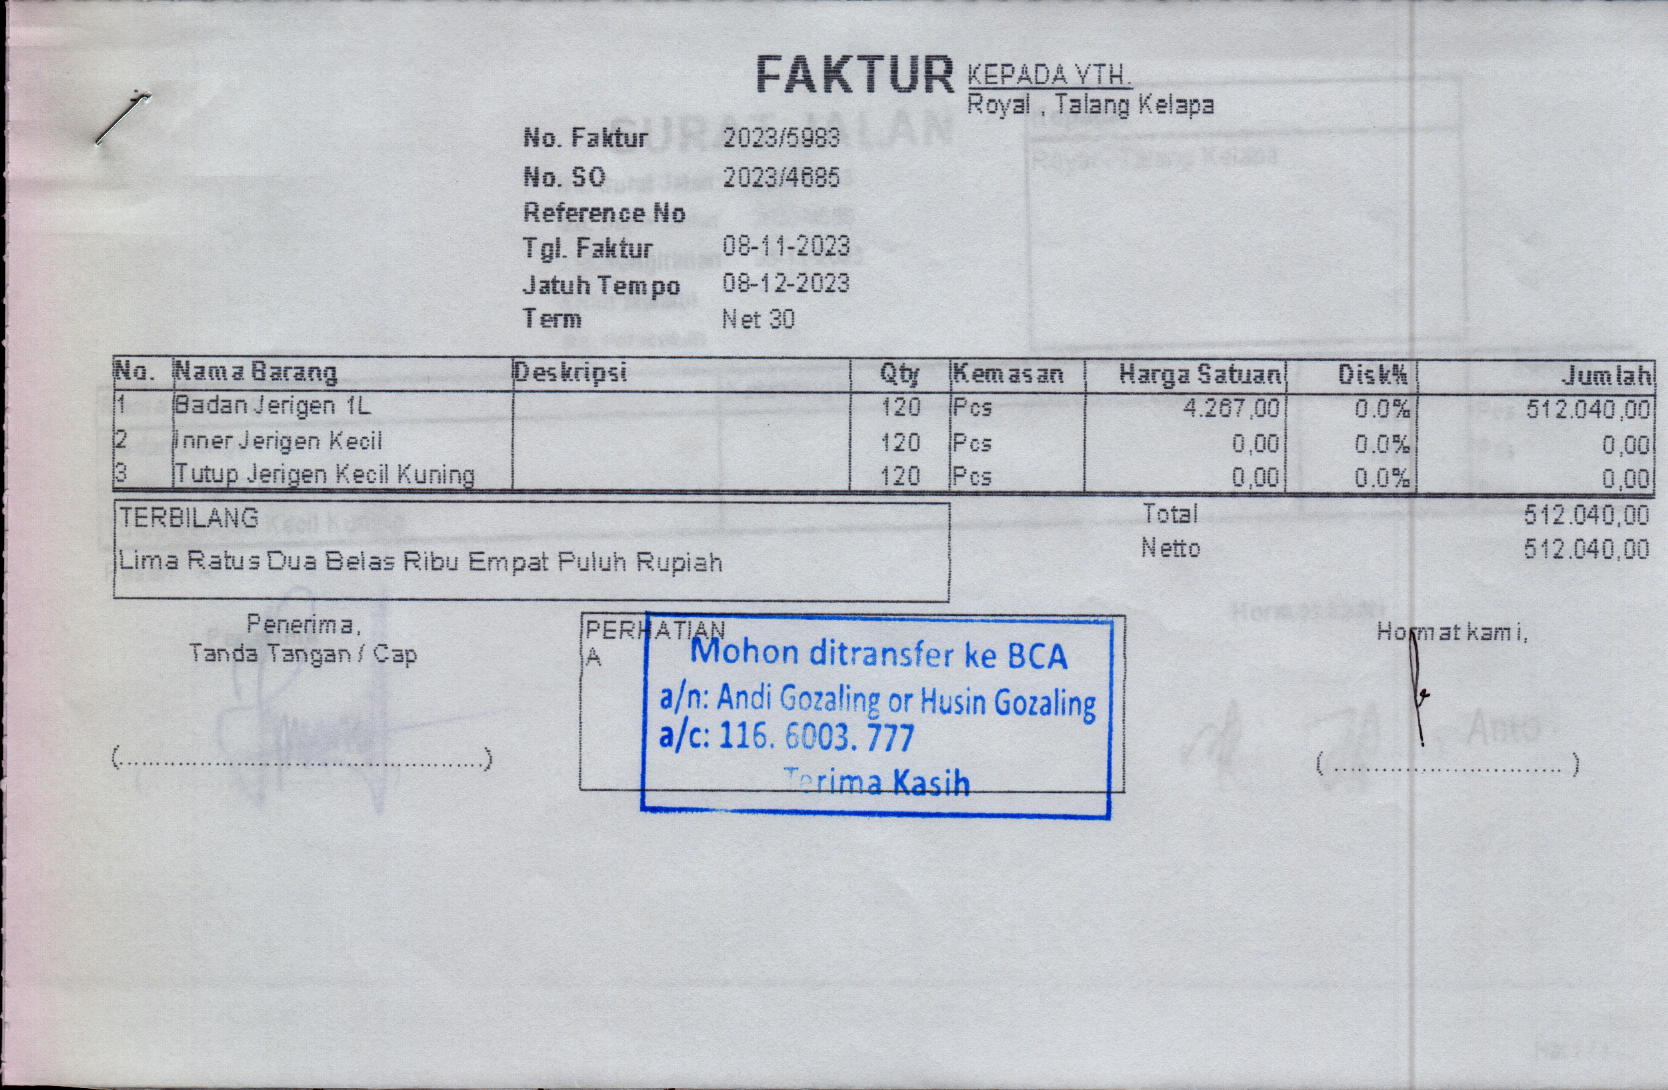 FAKTUR
KEPADA YTH.
Royal , Talang Kelapa
No. Faktur 2023/5983
No. SO 2023/4685
Reference No
Tgl. Faktur 08-11-2023
Jatuh Tempo 08-12-2023
Term Net 30
No. Nama Barang Deskripsi Qty Kemasan Harga Satuan Disk% Jumlah
1 Badan Jerigen 1L 120 Pcs 4.267,00 0.0% 512.040,00
2 Inner Jerigen Kecil 120 Pcs 0,00 0.0% 0,00
3 Tutup Jerigen Kecil Kuning 120 Pcs 0,00 0.0% 0,00
TERBILANG
Lima Ratus Dua Belas Ribu Empat Puluh Rupiah
Total 512.040,00
Netto 512.040,00
Penerima,
Tanda Tangan / Cap
(..........................................)
PERHATIAN
A
Mohon ditransfer ke BCA
a/n: Andi Gozaling or Husin Gozaling
a/c: 116. 6003. 777
Terima Kasih
Hormat kami,
Anto
(............................)
SURAT JALAN
Royal , Talang Kelapa